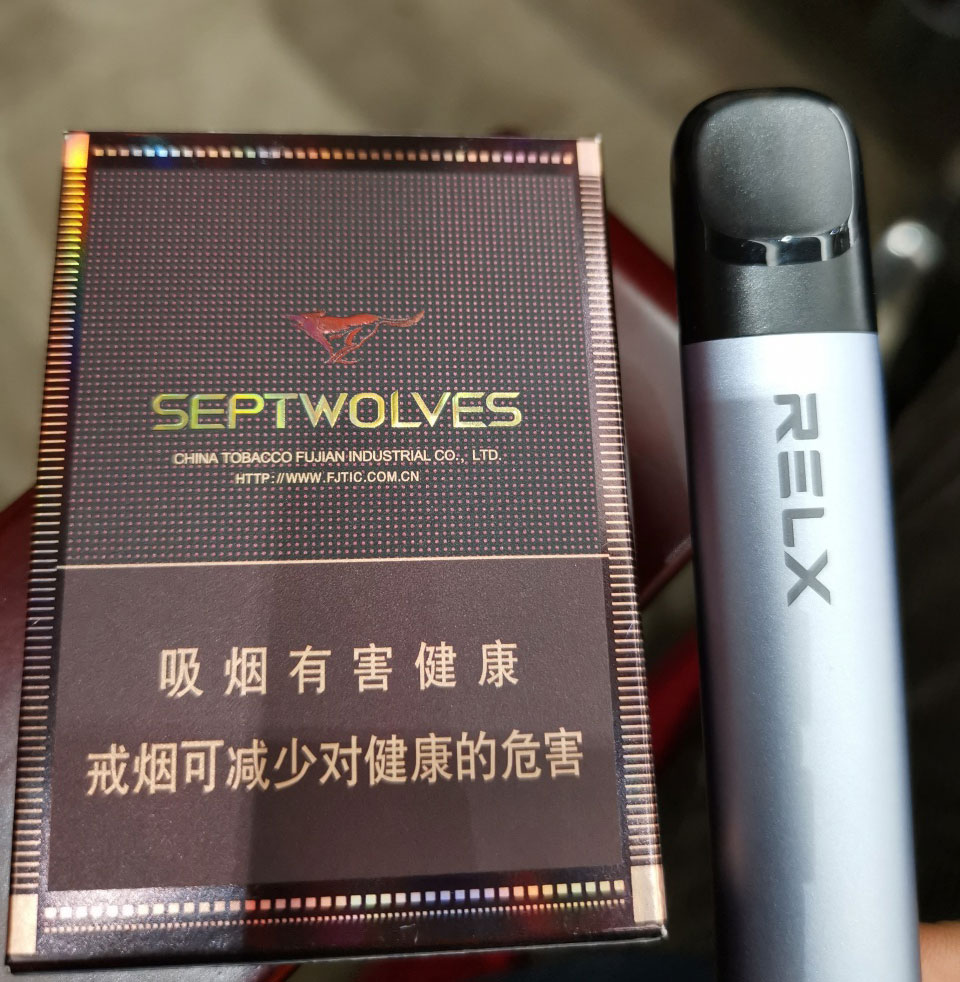 SEPTWOLVES
CHINA TOBACCO FUJIAN INDUSTRIAL CO., LTD.
HTTP://WWW.FJTIC.COM.CN
吸烟有害健康
戒烟可减少对健康的危害
RELX